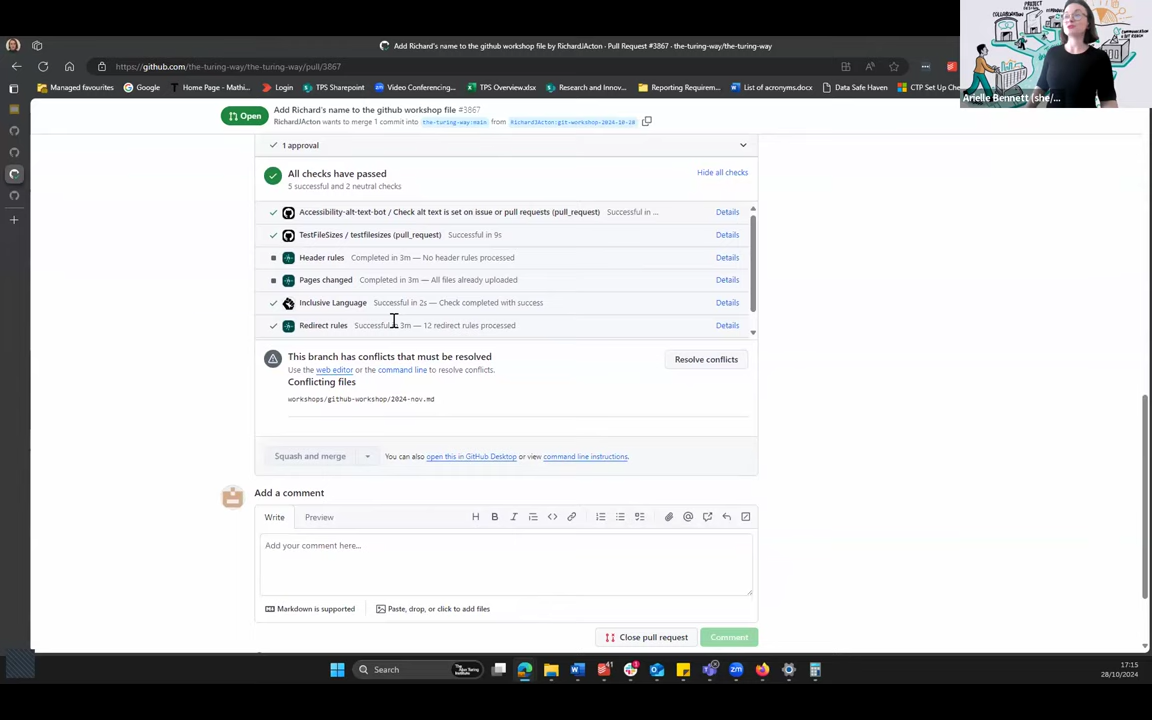 Add Richard's name to the github workshop file by RichardJActon · Pull Request #3867 · the-turing-way/the-turing-way
https://github.com/the-turing-way/the-turing-way/pull/3867
Managed favourites
Google
Home Page - Mathi...
Login
TPS Sharepoint
Video Conferencing...
TPS Overview.xlsx
Research and Innov...
Reporting Requirem...
List of acronyms.docx
Data Safe Haven
CTP Set Up Che
COLLABORATION
PROJECT DESIGN
Arielle Bennett (she/...
Open
Add Richard's name to the github workshop file #3867
RichardJActon wants to merge 1 commit into the-turing-way:main from RichardJActon:git-workshop-2024-10-28
1 approval
All checks have passed
5 successful and 2 neutral checks
Hide all checks
Accessibility-alt-text-bot / Check alt text is set on issue or pull requests (pull_request) Successful in ...
Details
TestFileSizes / testfilesizes (pull_request) Successful in 9s
Details
Header rules Completed in 3m — No header rules processed
Details
Pages changed Completed in 3m — All files already uploaded
Details
Inclusive Language Successful in 2s — Check completed with success
Details
Redirect rules Successful in 3m — 12 redirect rules processed
Details
This branch has conflicts that must be resolved
Use the web editor or the command line to resolve conflicts.
Resolve conflicts
Conflicting files
workshops/github-workshop/2024-nov.md
Squash and merge
You can also open this in GitHub Desktop or view command line instructions.
Add a comment
Write
Preview
Add your comment here...
Markdown is supported
Paste, drop, or click to add files
Close pull request
Comment
Search
17:15
28/10/2024